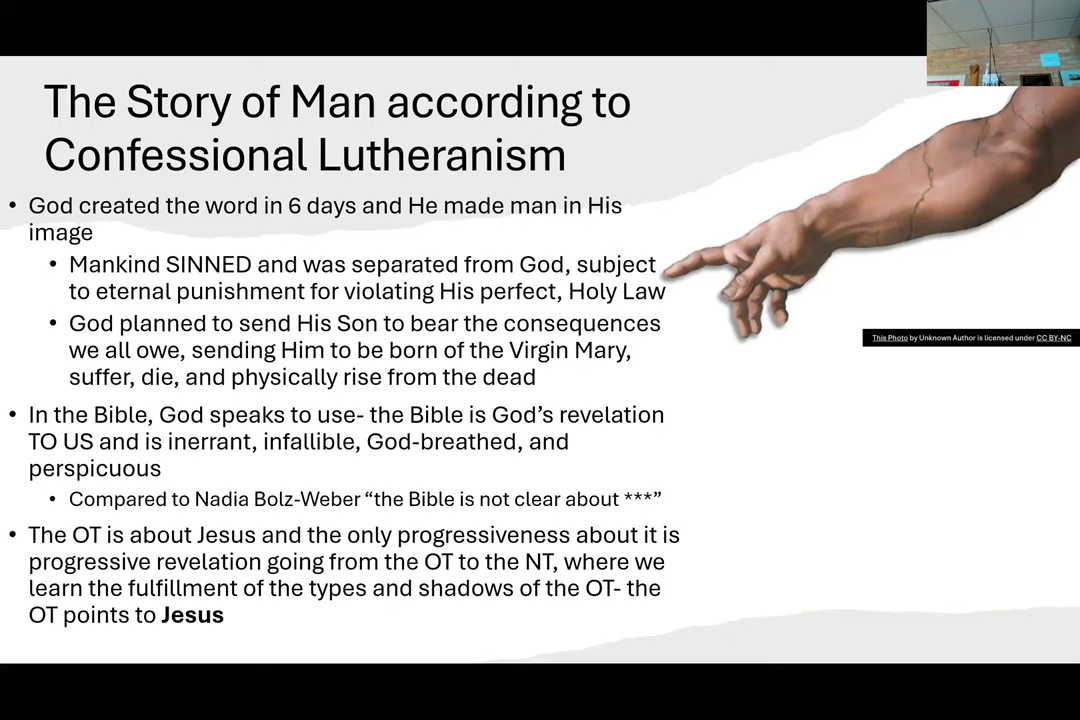 The Story of Man according to
Confessional Lutheranism
• God created the word in 6 days and He made man in His
image
• Mankind SINNED and was separated from God, subject
to eternal punishment for violating His perfect, Holy Law
• God planned to send His Son to bear the consequences
we all owe, sending Him to be born of the Virgin Mary,
suffer, die, and physically rise from the dead
• In the Bible, God speaks to use- the Bible is God’s revelation
TO US and is inerrant, infallible, God-breathed, and
perspicuous
• Compared to Nadia Bolz-Weber “the Bible is not clear about ***”
• The OT is about Jesus and the only progressiveness about it is
progressive revelation going from the OT to the NT, where we
learn the fulfillment of the types and shadows of the OT- the
OT points to Jesus
This Photo by Unknown Author is licensed under CC BY-NC